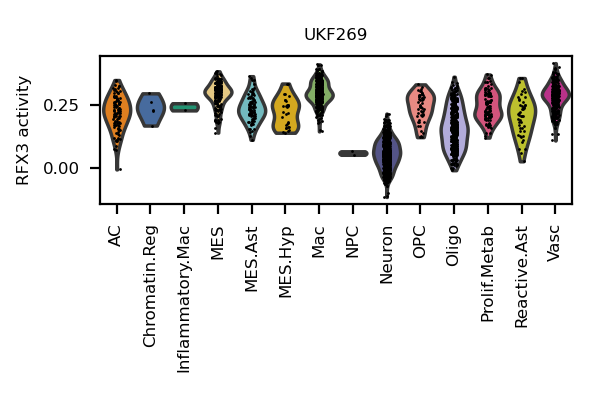 UKF269
RFX3 activity
0.25
0.00
AC
Chromatin.Reg
Inflammatory.Mac
MES
MES.Ast
MES.Hyp
Mac
NPC
Neuron
OPC
Oligo
Prolif.Metab
Reactive.Ast
Vasc